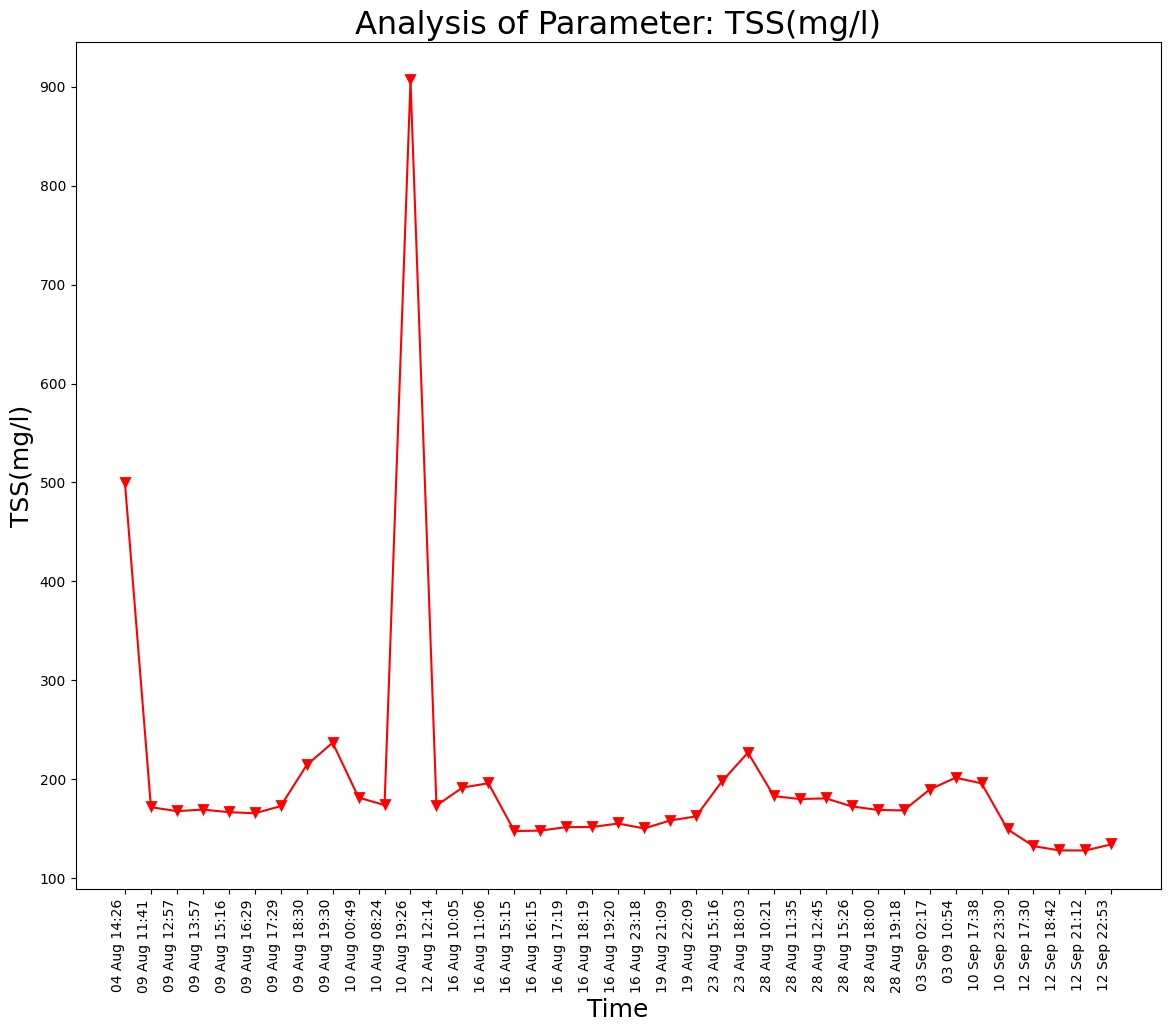 Analysis of Parameter: TSS(mg/l)
TSS(mg/l)
900
800
700
600
500
400
300
200
100
04 Aug 14:26
09 Aug 11:41
09 Aug 12:57
09 Aug 13:57
09 Aug 15:16
09 Aug 16:29
09 Aug 17:29
09 Aug 18:30
09 Aug 19:30
10 Aug 00:49
10 Aug 08:24
10 Aug 19:26
12 Aug 12:14
16 Aug 10:05
16 Aug 11:06
16 Aug 15:15
16 Aug 16:15
16 Aug 17:19
16 Aug 18:19
16 Aug 19:20
16 Aug 23:18
19 Aug 21:09
19 Aug 22:09
23 Aug 15:16
23 Aug 18:03
28 Aug 10:21
28 Aug 11:35
28 Aug 12:45
28 Aug 15:26
28 Aug 18:00
28 Aug 19:18
03 Sep 02:17
03 09 10:54
10 Sep 17:38
10 Sep 23:30
12 Sep 17:30
12 Sep 18:42
12 Sep 21:12
12 Sep 22:53
Time